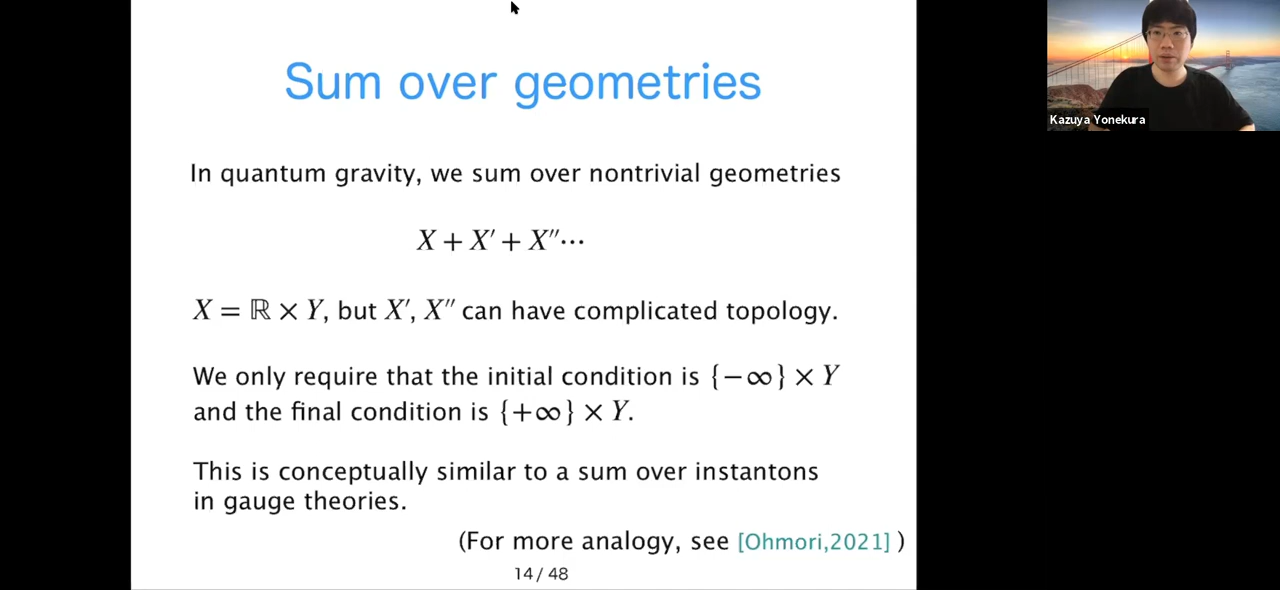 Sum over geometries
In quantum gravity, we sum over nontrivial geometries
X + X′ + X″⋯
X = ℝ × Y, but X′, X″ can have complicated topology.
We only require that the initial condition is {−∞} × Y
and the final condition is {+∞} × Y.
This is conceptually similar to a sum over instantons
in gauge theories.
(For more analogy, see [Ohmori,2021] )
14 / 48
Kazuya Yonekura